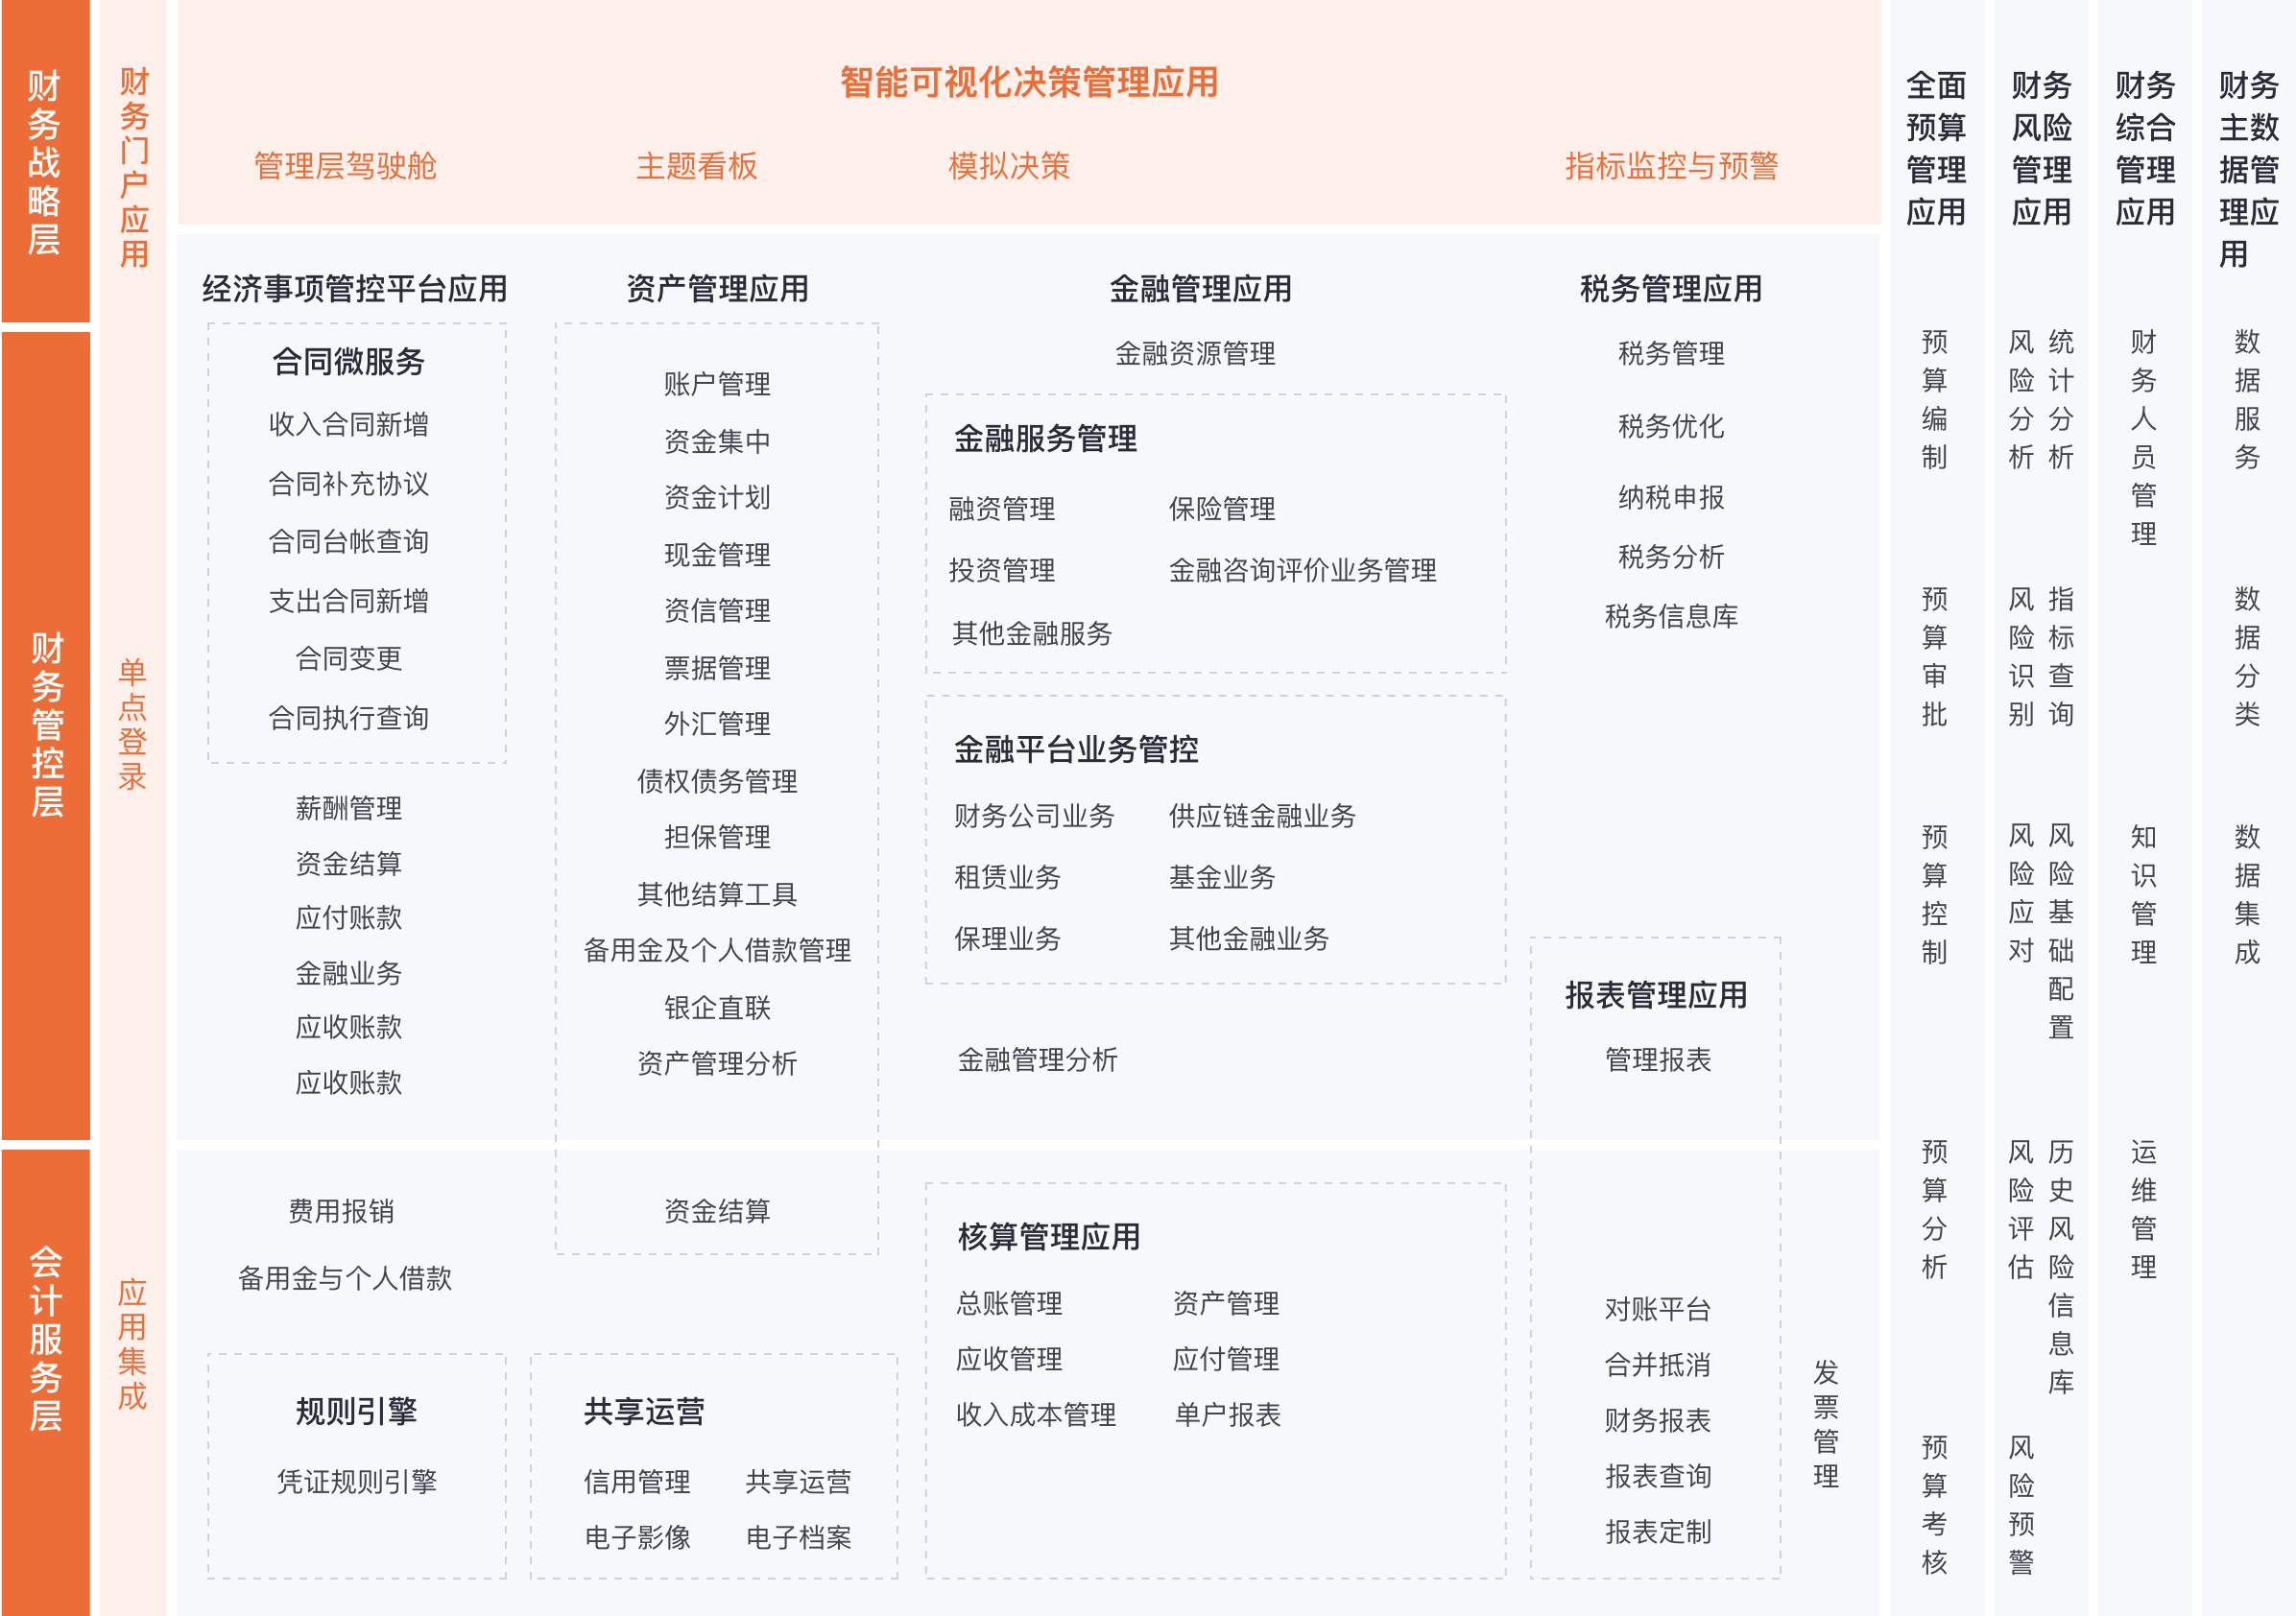 财务战略层
财务管控层
会计服务层
财务门户应用
单点登录
应用集成
智能可视化决策管理应用
管理层驾驶舱
主题看板
模拟决策
指标监控与预警
经济事项管控平台应用
合同微服务
收入合同新增
合同补充协议
合同台帐查询
支出合同新增
合同变更
合同执行查询
薪酬管理
资金结算
应付账款
金融业务
应收账款
应收账款
资产管理应用
账户管理
资金集中
资金计划
现金管理
资信管理
票据管理
外汇管理
债权债务管理
担保管理
其他结算工具
备用金及个人借款管理
银企直联
资产管理分析
资金结算
金融管理应用
金融资源管理
金融服务管理
融资管理
保险管理
投资管理
金融咨询评价业务管理
其他金融服务
金融平台业务管控
财务公司业务
供应链金融业务
租赁业务
基金业务
保理业务
其他金融业务
金融管理分析
税务管理应用
税务管理
税务优化
纳税申报
税务分析
税务信息库
报表管理应用
管理报表
对账平台
合并抵消
财务报表
报表查询
报表定制
发票管理
费用报销
备用金与个人借款
规则引擎
凭证规则引擎
共享运营
信用管理
共享运营
电子影像
电子档案
核算管理应用
总账管理
资产管理
应收管理
应付管理
收入成本管理
单户报表
全面
预算
管理
应用
预算编制
预算审批
预算控制
预算分析
预算考核
财务
风险
管理
应用
风险分析
统计分析
风险识别
指标查询
风险应对
风险基础配置
风险评估
历史风险信息库
风险预警
财务
综合
管理
应用
财务人员管理
知识管理
运维管理
财务
主数
据管
理应
用
数据服务
数据分类
数据集成